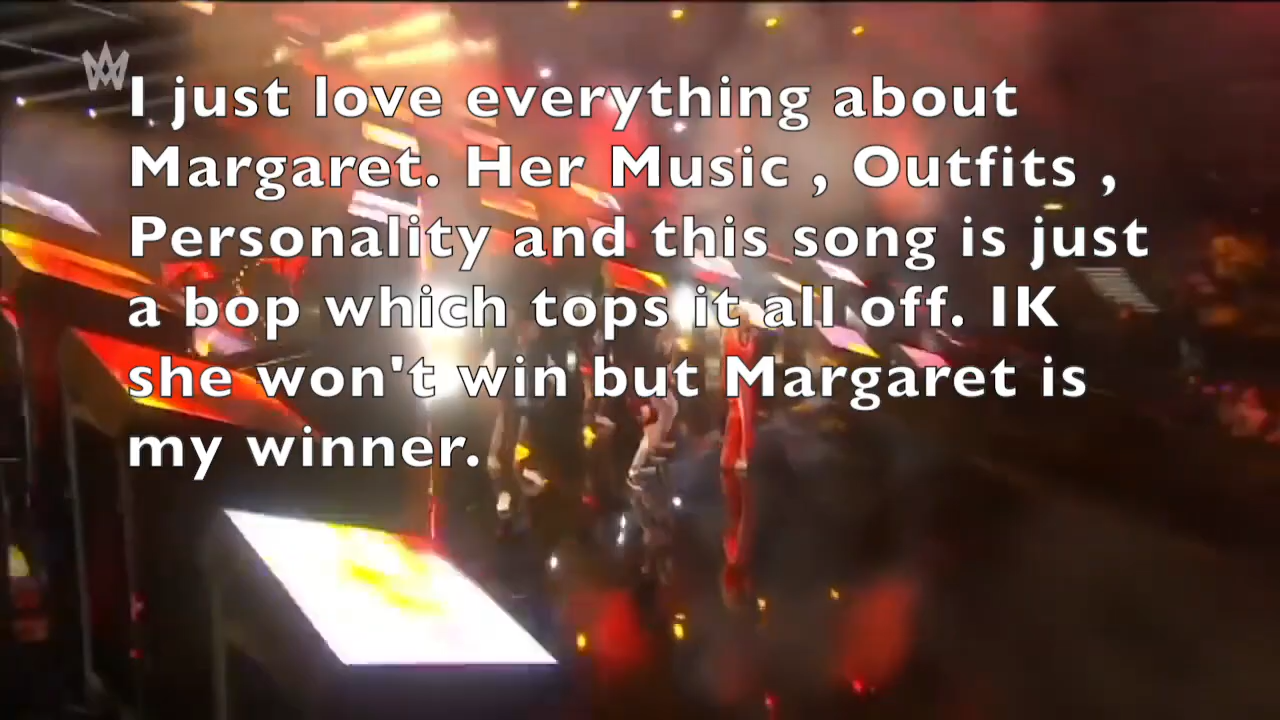 I just love everything about
Margaret. Her Music , Outfits ,
Personality and this song is just
a bop which tops it all off. IK
she won't win but Margaret is
my winner.